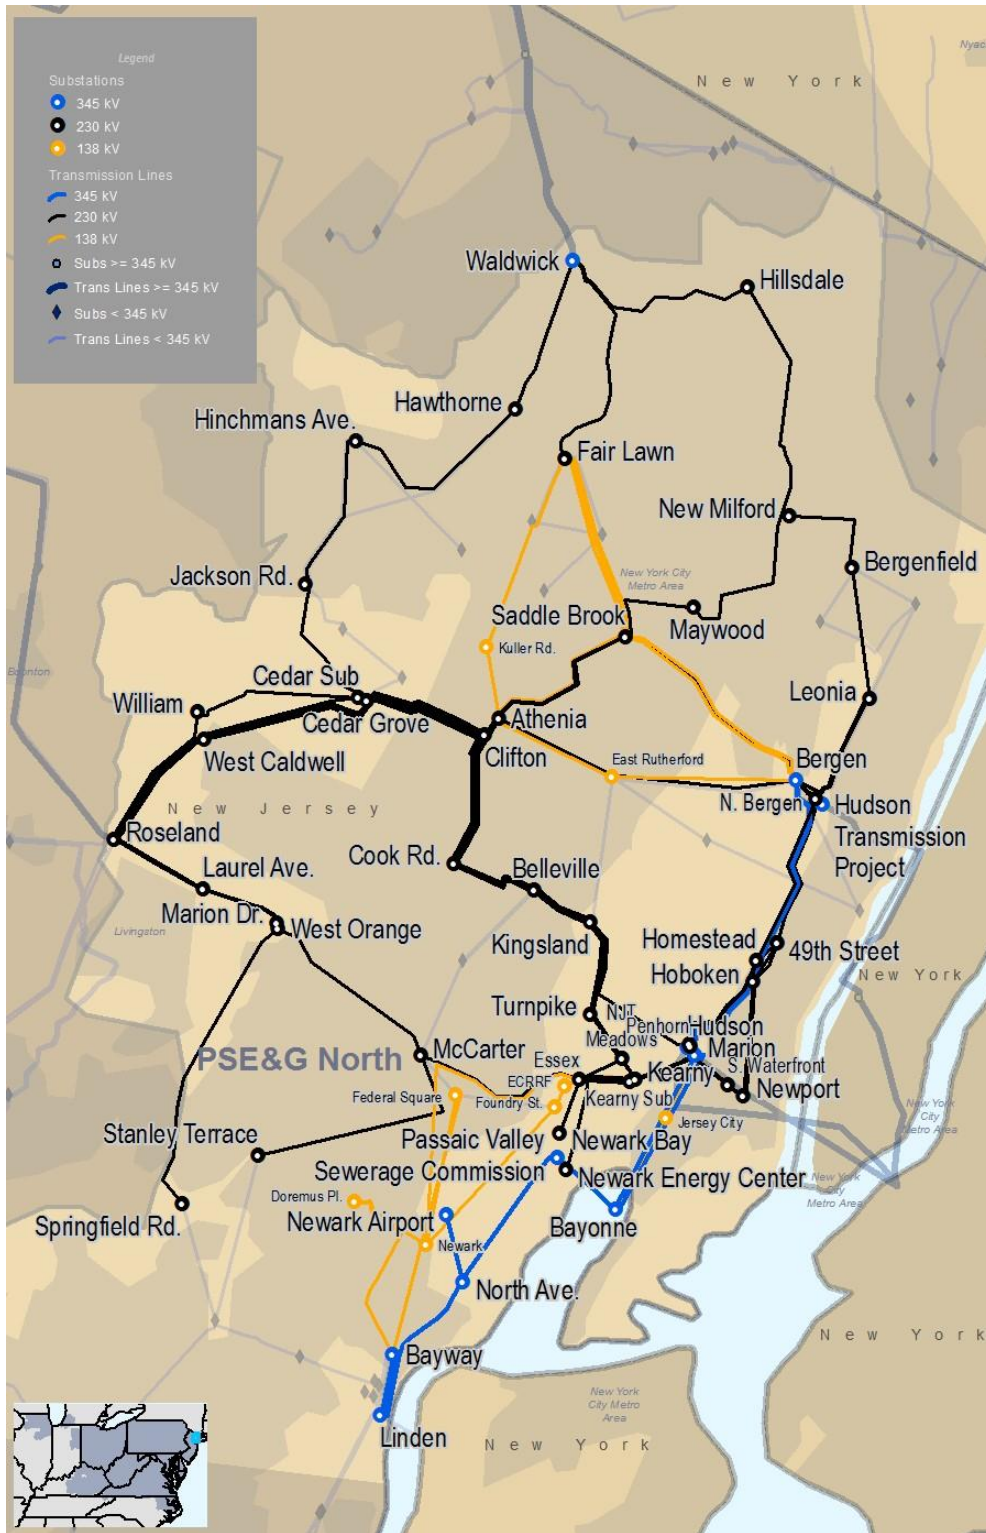 Legend
Substations
345 kV
230 kV
138 kV
Transmission Lines
345 kV
230 kV
138 kV
Subs >= 345 kV
Trans Lines >= 345 kV
Subs < 345 kV
Trans Lines < 345 kV
New York
Waldwick
Hillsdale
Hawthorne
Hinchmans Ave.
Fair Lawn
New Milford
Bergenfield
New York City
Metro Area
Jackson Rd.
Saddle Brook
Maywood
Kuller Rd.
Cedar Sub
William
Cedar Grove
Athenia
Leonia
West Caldwell
Clifton
East Rutherford
Bergen
New Jersey
N. Bergen
Hudson
Transmission
Project
Roseland
Laurel Ave.
Cook Rd.
Belleville
Marion Dr.
West Orange
Livingston
Kingsland
Homestead
49th Street
Hoboken
New York
Turnpike
NJT
Meadows
Penhorn
Hudson
Marion
PSE&G North
McCarter
Essex
ECRRF
Kearny
S. Waterfront
Newport
Federal Square
Foundry St.
Kearny Sub
Jersey City
New York
City
Metro Area
Stanley Terrace
Passaic Valley
Sewerage Commission
Newark Bay
Newark Energy Center
New York
City
Metro Area
Doremus Pl.
Springfield Rd.
Newark Airport
Bayonne
Newark
North Ave.
New York
Bayway
New York
City Metro
Area
Linden
New York